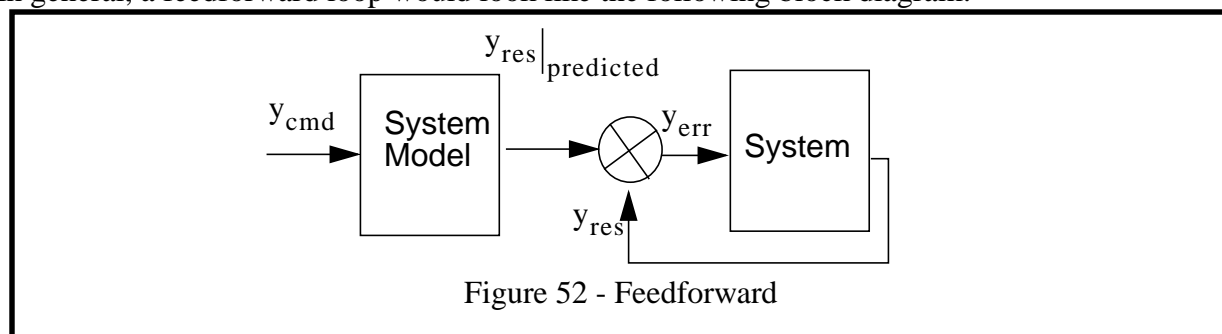 In general, a feedforward loop would look like the following block diagram:
y_res|_predicted
y_cmd
System
Model
y_err
System
y_res
Figure 52 - Feedforward